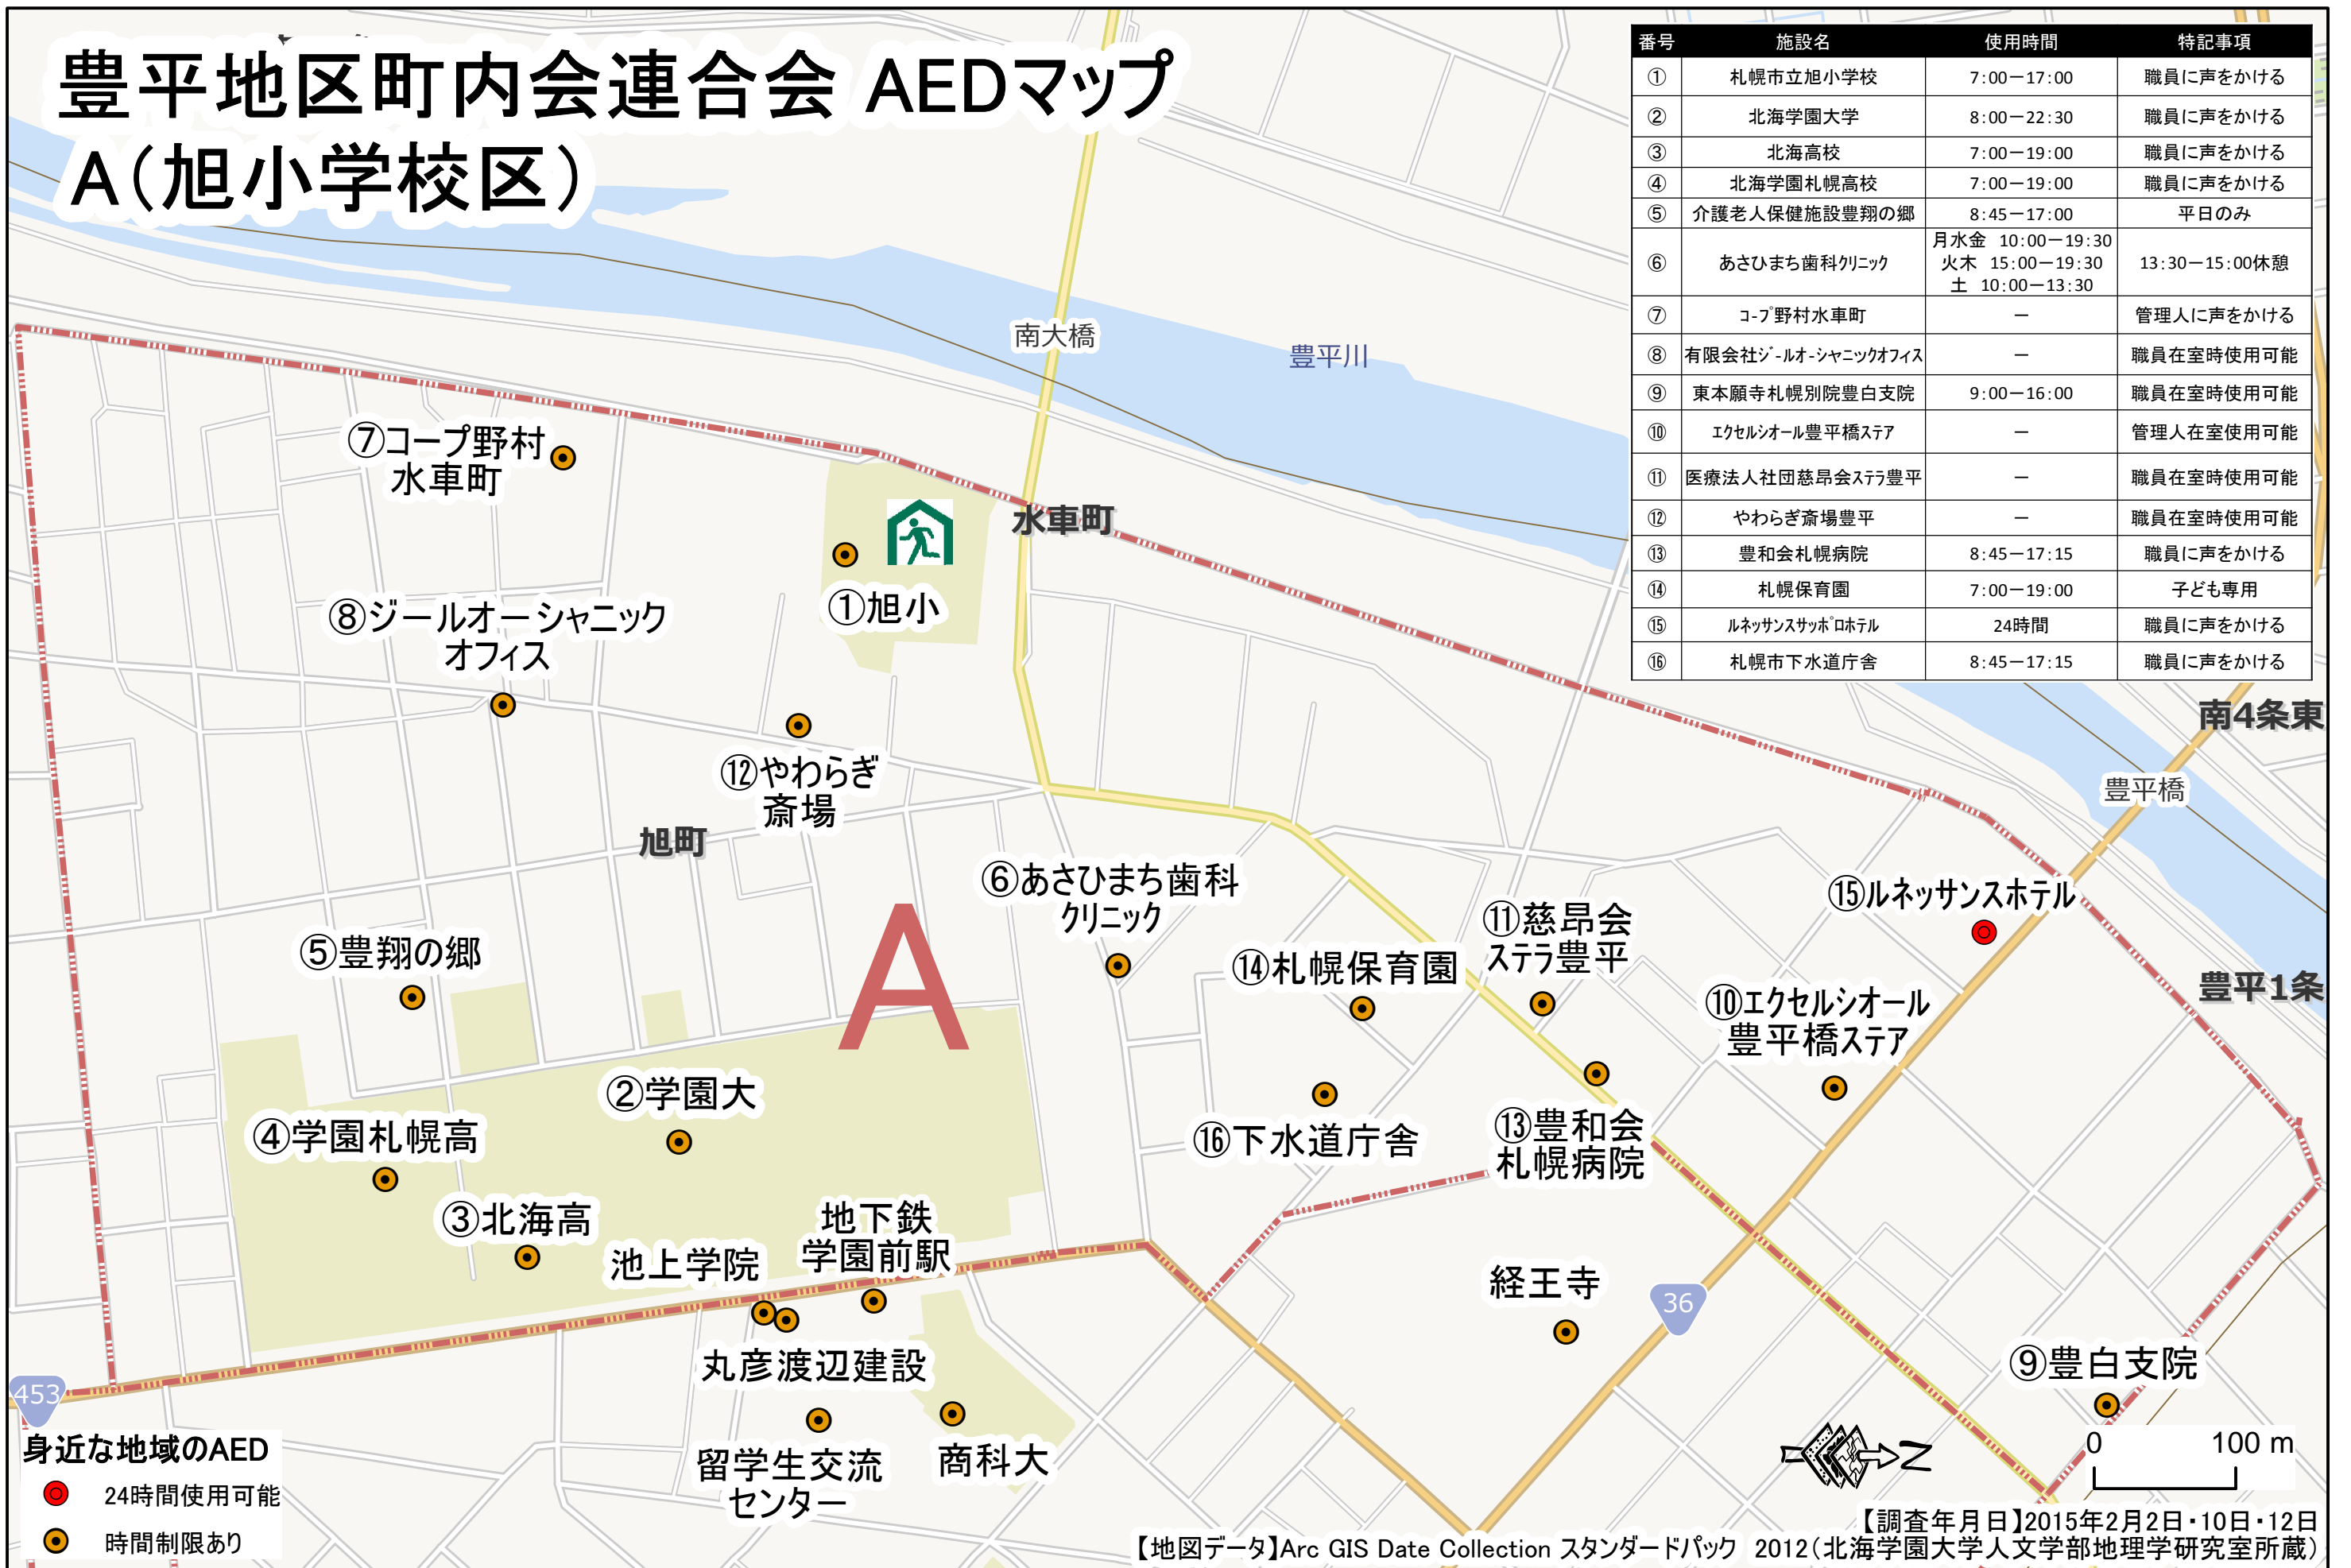 豊平地区町内会連合会 AEDマップ
A(旭小学校区)
番号 施設名 使用時間 特記事項
① 札幌市立旭小学校 7:00-17:00 職員に声をかける
② 北海学園大学 8:00-22:30 職員に声をかける
③ 北海高校 7:00-19:00 職員に声をかける
④ 北海学園札幌高校 7:00-19:00 職員に声をかける
⑤ 介護老人保健施設豊翔の郷 8:45-17:00 平日のみ
⑥ あさひまち歯科クリニック 月水金 10:00-19:30
火木 15:00-19:30
土 10:00-13:30
13:30-15:00休憩
⑦ コープ野村水車町 - 管理人に声をかける
⑧ 有限会社ジールオーシャニックオフィス - 職員在室時使用可能
⑨ 東本願寺札幌別院豊白支院 9:00-16:00 職員在室時使用可能
⑩ エクセルシオール豊平橋ステア - 管理人在室使用可能
⑪ 医療法人社団慈昂会ステラ豊平 - 職員在室時使用可能
⑫ やわらぎ斎場豊平 - 職員在室時使用可能
⑬ 豊和会札幌病院 8:45-17:15 職員に声をかける
⑭ 札幌保育園 7:00-19:00 子ども専用
⑮ ルネッサンスサッポロホテル 24時間 職員に声をかける
⑯ 札幌市下水道庁舎 8:45-17:15 職員に声をかける
南大橋
豊平川
⑦コープ野村
水車町
水車町
①旭小
⑧ジールオーシャニック
オフィス
南4条東
⑫やわらぎ
斎場
豊平橋
旭町
⑥あさひまち歯科
クリニック
⑮ルネッサンスホテル
⑪慈昂会
ステラ豊平
⑤豊翔の郷
A
⑭札幌保育園
豊平1条
⑩エクセルシオール
豊平橋ステア
②学園大
④学園札幌高
⑯下水道庁舎
⑬豊和会
札幌病院
③北海高
地下鉄
学園前駅
池上学院
経王寺
36
丸彦渡辺建設
⑨豊白支院
453
留学生交流
センター
商科大
身近な地域のAED
24時間使用可能
時間制限あり
Z
0 100 m
【調査年月日】2015年2月2日・10日・12日
【地図データ】Arc GIS Date Collection スタンダードパック 2012(北海学園大学人文学部地理学研究室所蔵)